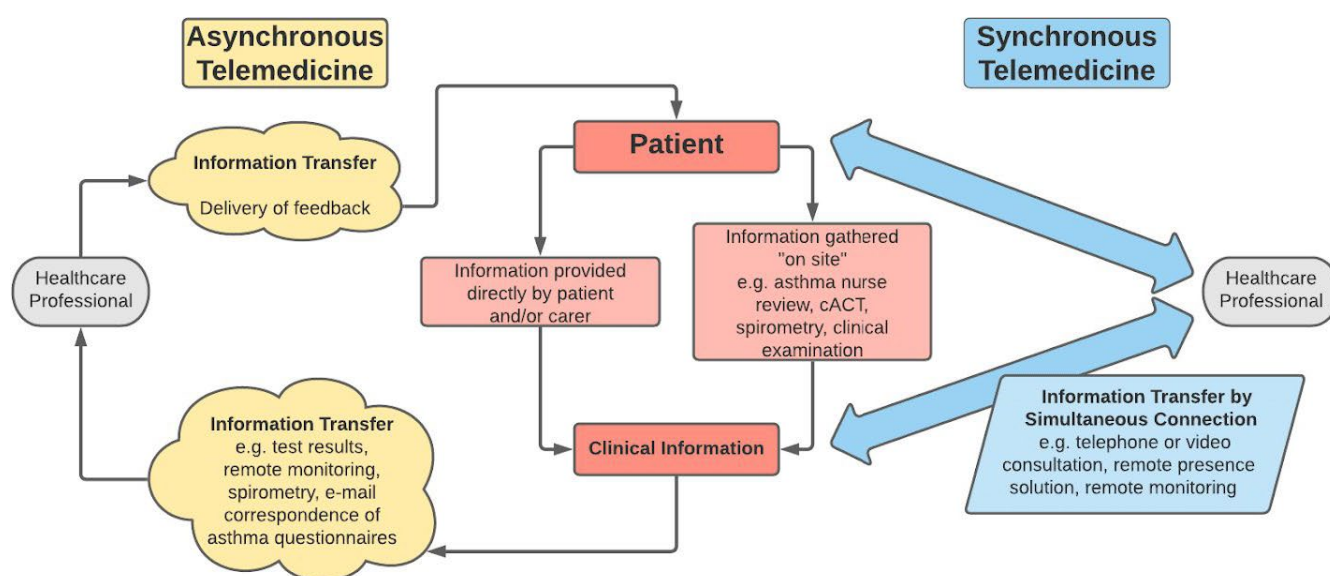 Asynchronous
Telemedicine
Synchronous
Telemedicine
Information Transfer
Delivery of feedback
Patient
Healthcare
Professional
Information provided
directly by patient
and/or carer
Information gathered
"on site"
e.g. asthma nurse
review, cACT,
spirometry, clinical
examination
Healthcare
Professional
Information Transfer
e.g. test results,
remote monitoring,
spirometry, e-mail
correspondence of
asthma questionnaires
Clinical Information
Information Transfer by
Simultaneous Connection
e.g. telephone or video
consultation, remote presence
solution, remote monitoring